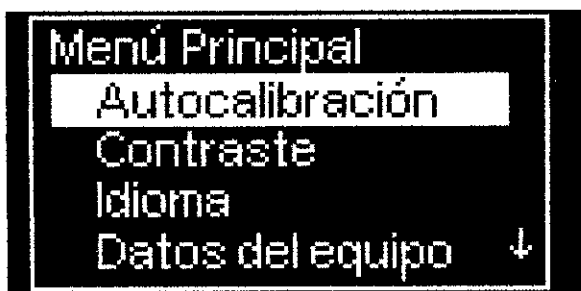 Menú Principal
Autocalibración
Contraste
Idioma
Datos del equipo ↓